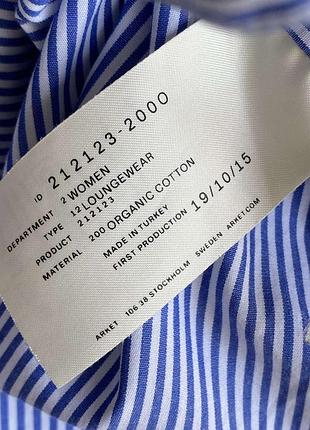 ID 212123-2000
DEPARTMENT 2 WOMEN
TYPE 12 LOUNGEWEAR
PRODUCT 212123
MATERIAL 200 ORGANIC COTTON
MADE IN TURKEY
FIRST PRODUCTION 19/10/15
ARKET 106 38 STOCKHOLM SWEDEN ARKET.COM